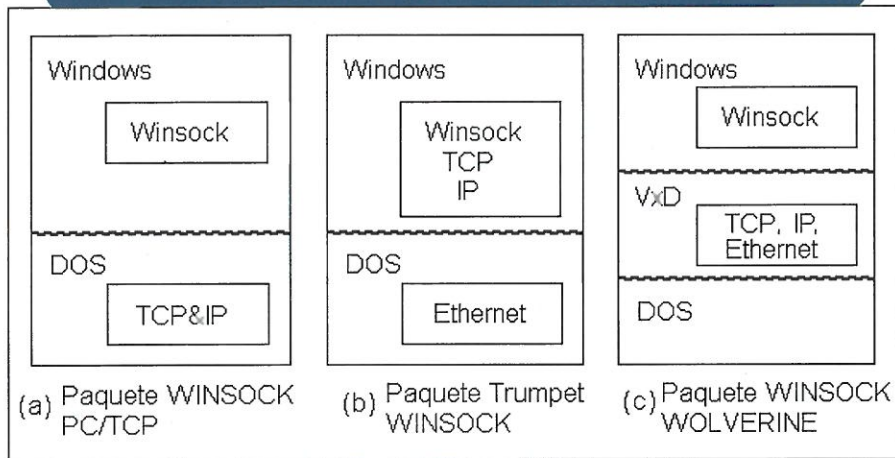 Windows
Winsock
DOS
TCP&IP
(a) Paquete WINSOCK
PC/TCP
Windows
Winsock
TCP
IP
DOS
Ethernet
(b) Paquete Trumpet
WINSOCK
Windows
Winsock
VxD
TCP, IP,
Ethernet
DOS
(c) Paquete WINSOCK
WOLVERINE